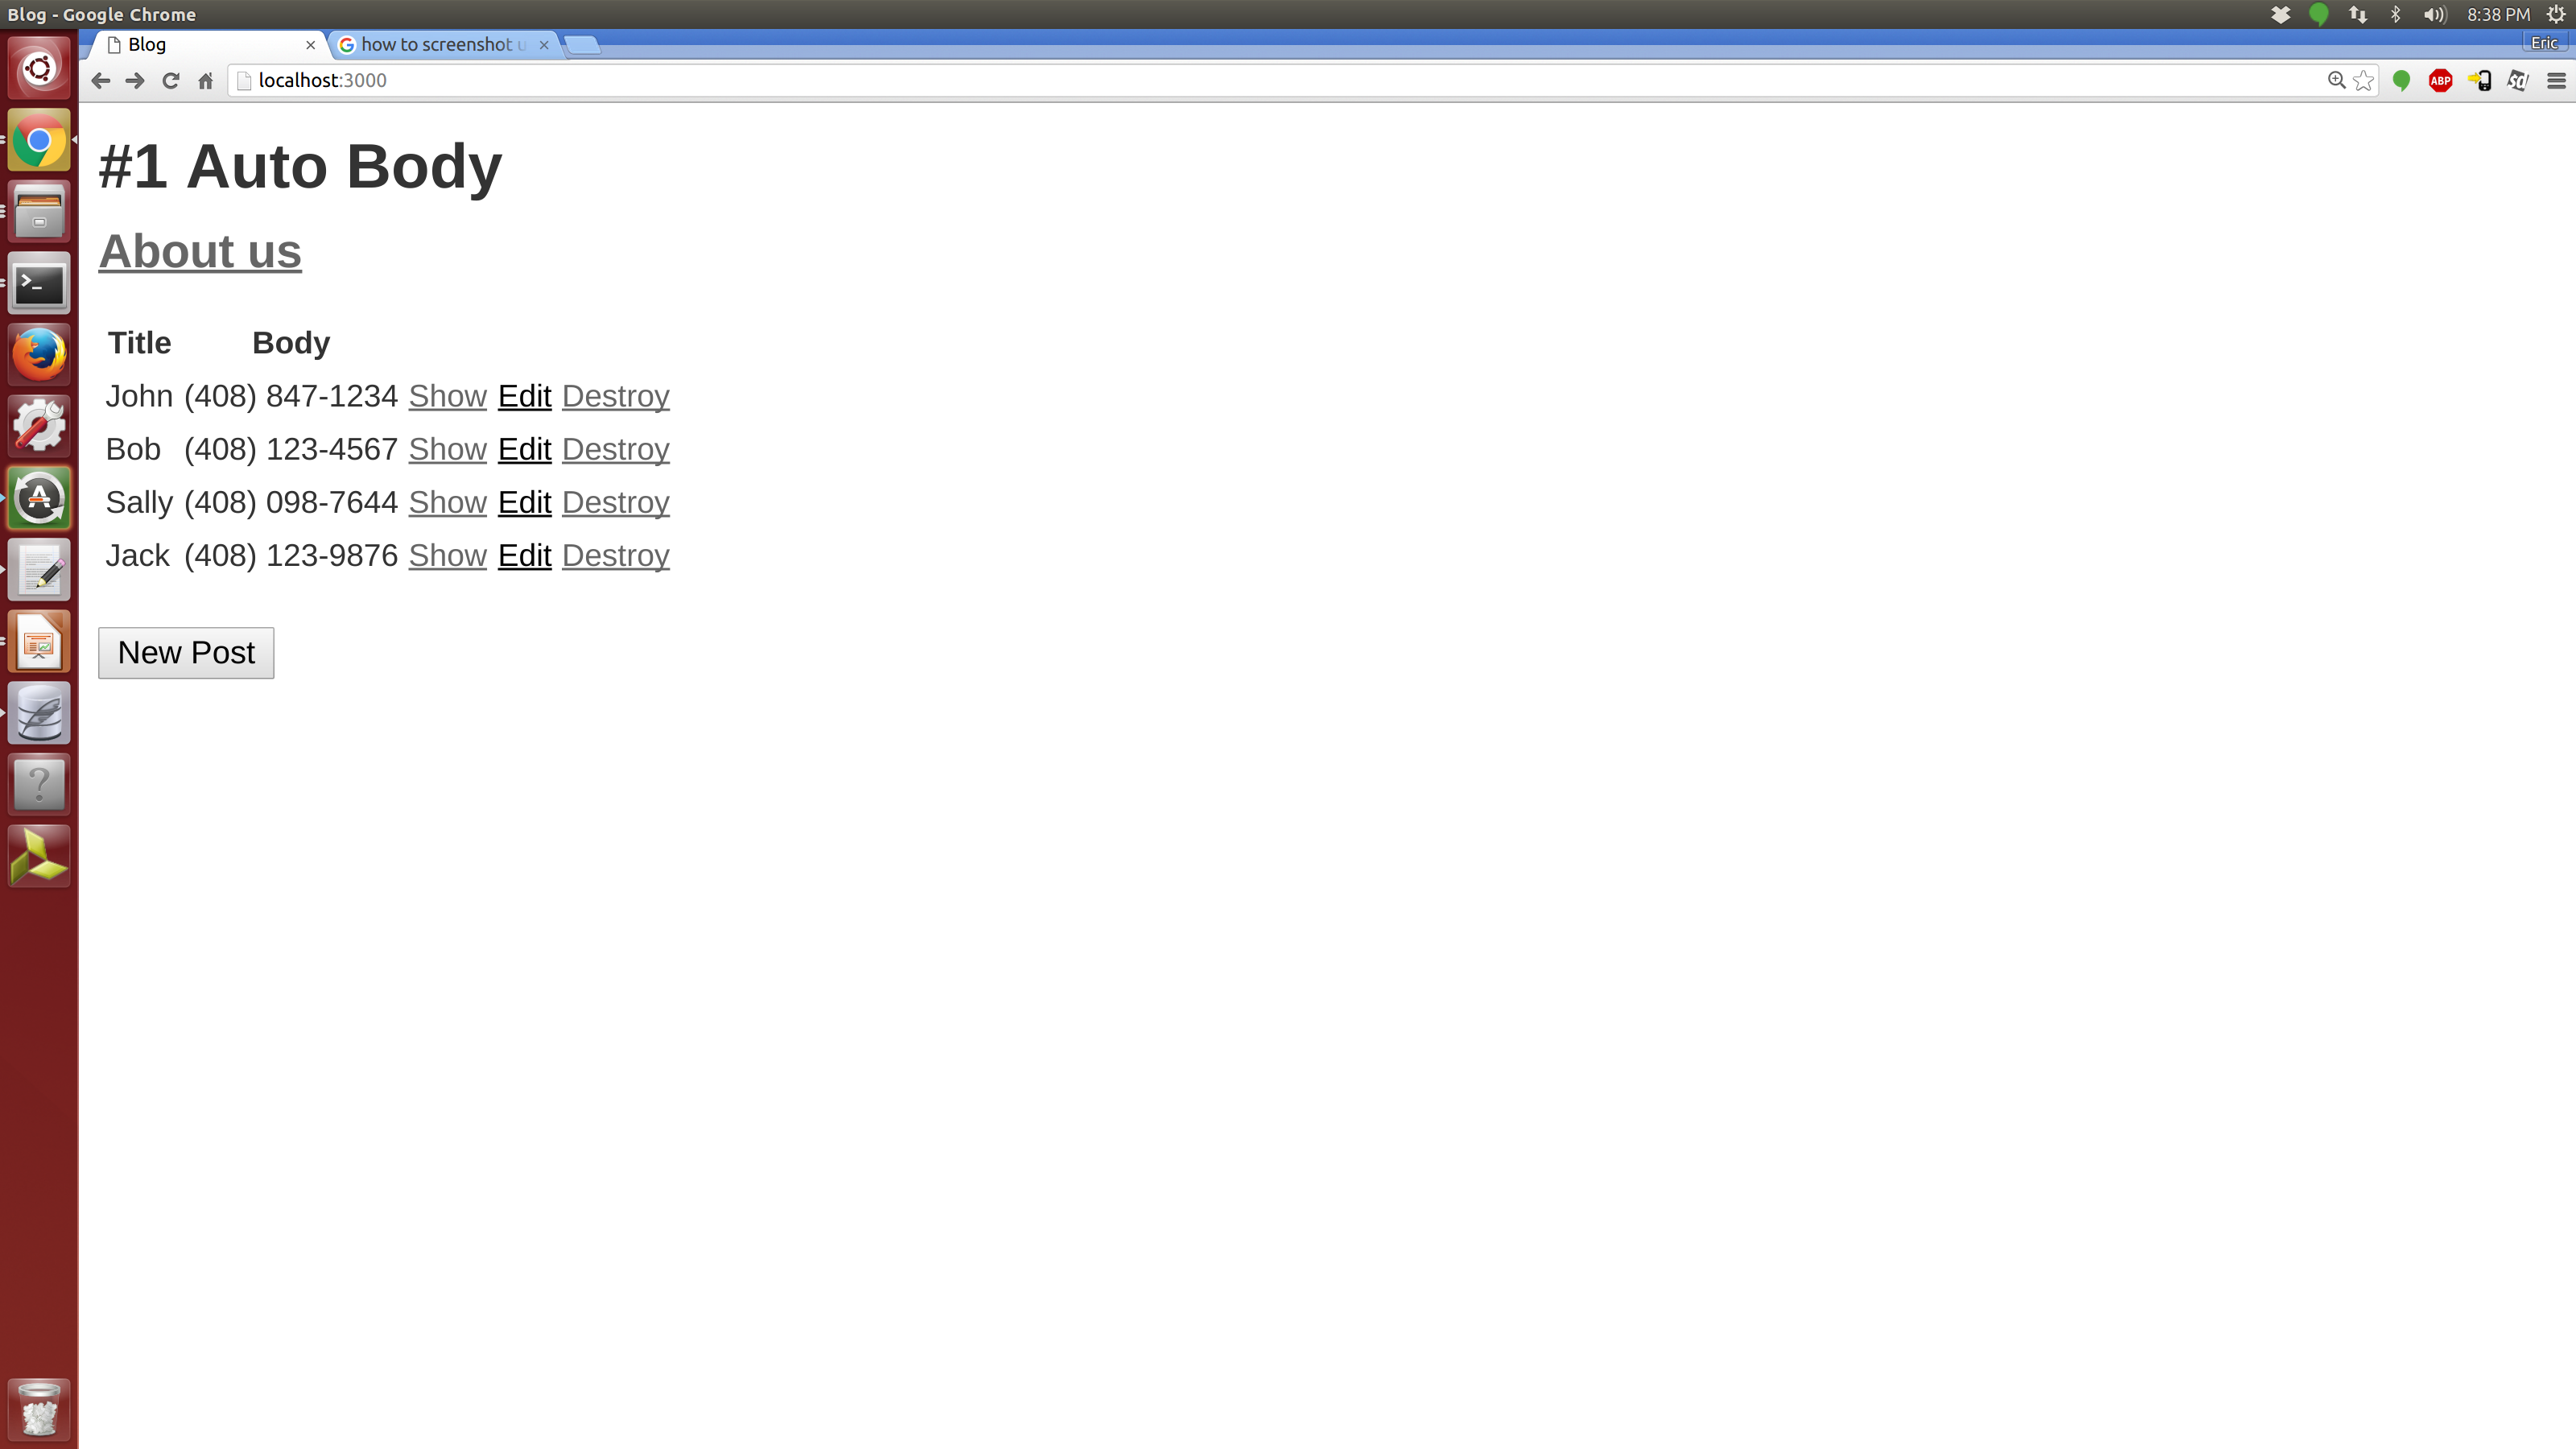 Blog - Google Chrome
8:38 PM
Blog
how to screenshot u
Eric
localhost:3000
ABP
#1 Auto Body
About us
Title Body
John (408) 847-1234 Show Edit Destroy
Bob (408) 123-4567 Show Edit Destroy
Sally (408) 098-7644 Show Edit Destroy
Jack (408) 123-9876 Show Edit Destroy
New Post